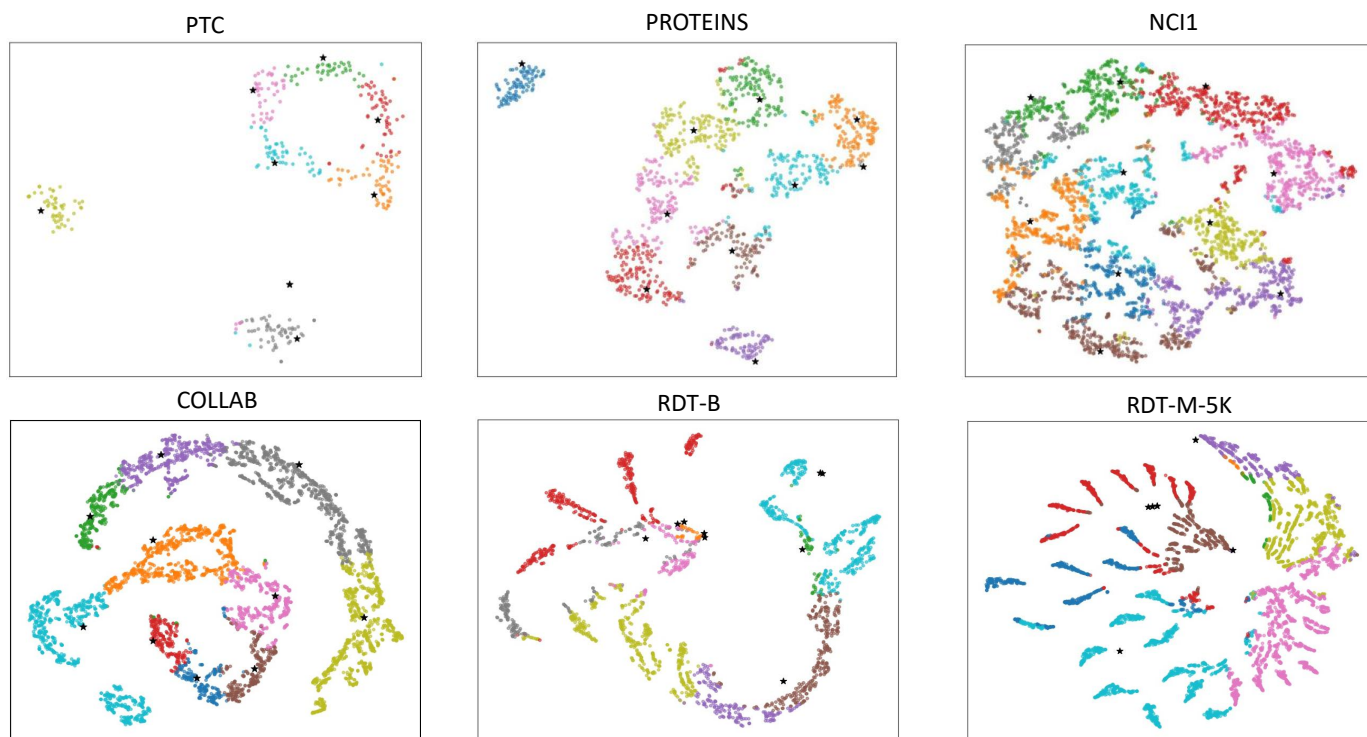 PTC
PROTEINS
NCI1
COLLAB
RDT-B
RDT-M-5K